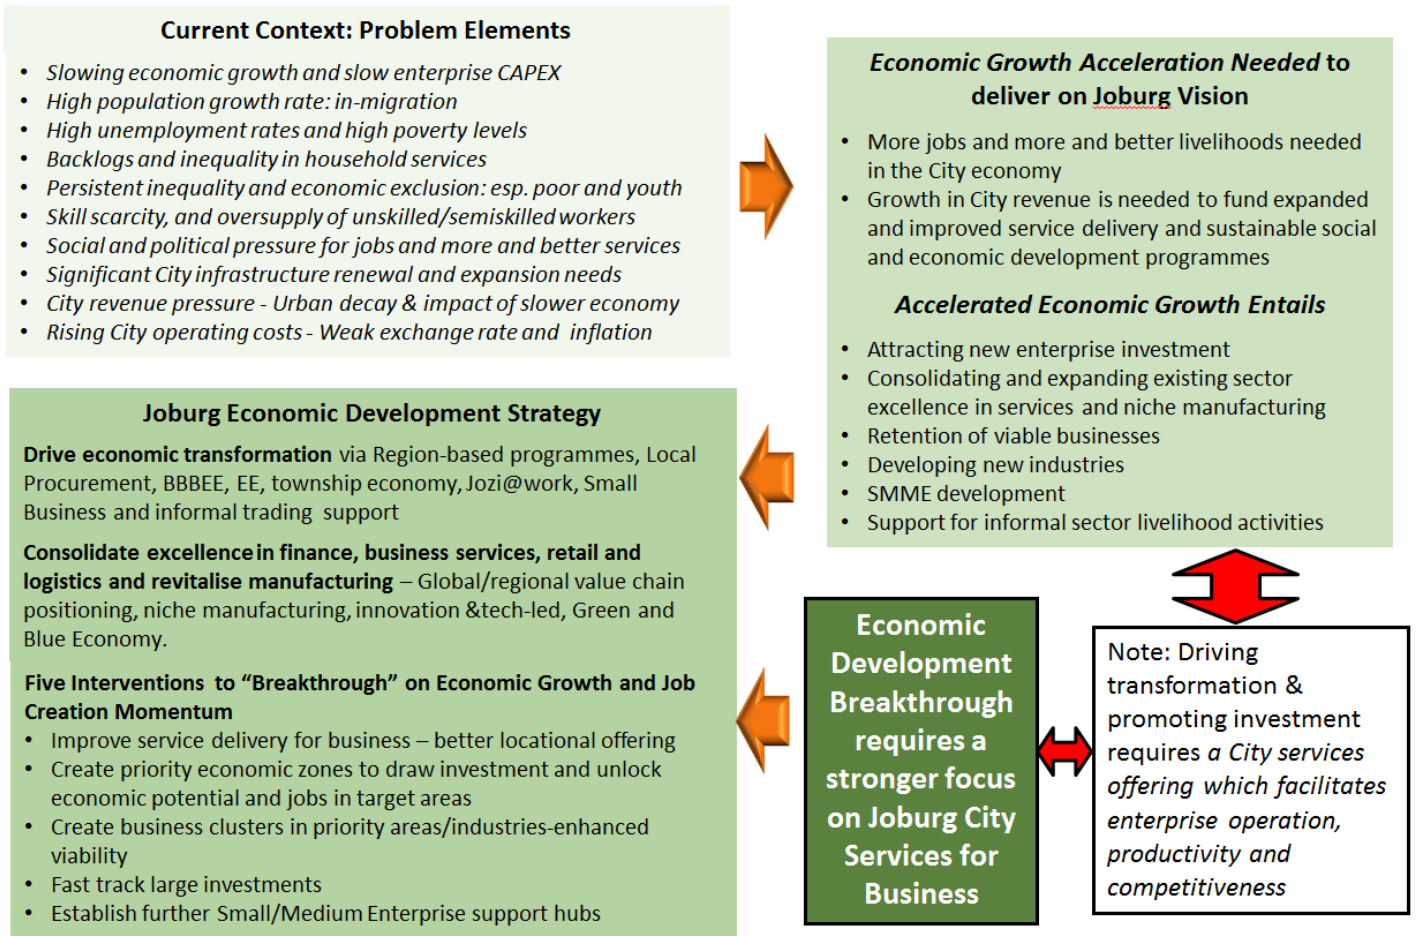 Current Context: Problem Elements
• Slowing economic growth and slow enterprise CAPEX
• High population growth rate: in-migration
• High unemployment rates and high poverty levels
• Backlogs and inequality in household services
• Persistent inequality and economic exclusion: esp. poor and youth
• Skill scarcity, and oversupply of unskilled/semiskilled workers
• Social and political pressure for jobs and more and better services
• Significant City infrastructure renewal and expansion needs
• City revenue pressure - Urban decay & impact of slower economy
• Rising City operating costs - Weak exchange rate and inflation
Economic Growth Acceleration Needed to
deliver on Joburg Vision
• More jobs and more and better livelihoods needed
in the City economy
• Growth in City revenue is needed to fund expanded
and improved service delivery and sustainable social
and economic development programmes
Accelerated Economic Growth Entails
• Attracting new enterprise investment
• Consolidating and expanding existing sector
excellence in services and niche manufacturing
• Retention of viable businesses
• Developing new industries
• SMME development
• Support for informal sector livelihood activities
Joburg Economic Development Strategy
Drive economic transformation via Region-based programmes, Local
Procurement, BBBEE, EE, township economy, Jozi@work, Small
Business and informal trading support
Consolidate excellence in finance, business services, retail and
logistics and revitalise manufacturing – Global/regional value chain
positioning, niche manufacturing, innovation &tech-led, Green and
Blue Economy.
Five Interventions to “Breakthrough” on Economic Growth and Job
Creation Momentum
• Improve service delivery for business – better locational offering
• Create priority economic zones to draw investment and unlock
economic potential and jobs in target areas
• Create business clusters in priority areas/industries-enhanced
viability
• Fast track large investments
• Establish further Small/Medium Enterprise support hubs
Economic
Development
Breakthrough
requires a
stronger focus
on Joburg City
Services for
Business
Note: Driving
transformation &
promoting investment
requires a City services
offering which facilitates
enterprise operation,
productivity and
competitiveness